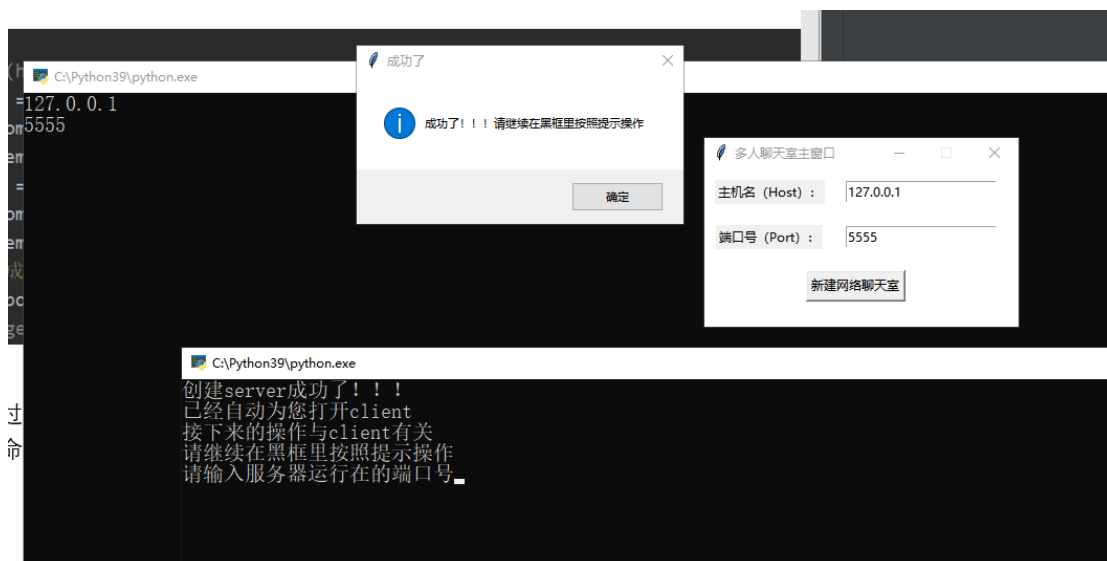 成功了
C:\Python39\python.exe
127.0.0.1
5555
成功了！！！请继续在黑框里按照提示操作
确定
多人聊天室主窗口
主机名（Host）：
127.0.0.1
端口号（Port）：
5555
新建网络聊天室
C:\Python39\python.exe
创建server成功了！！！
已经自动为您打开client
接下来的操作与client有关
请继续在黑框里按照提示操作
请输入服务器运行在的端口号